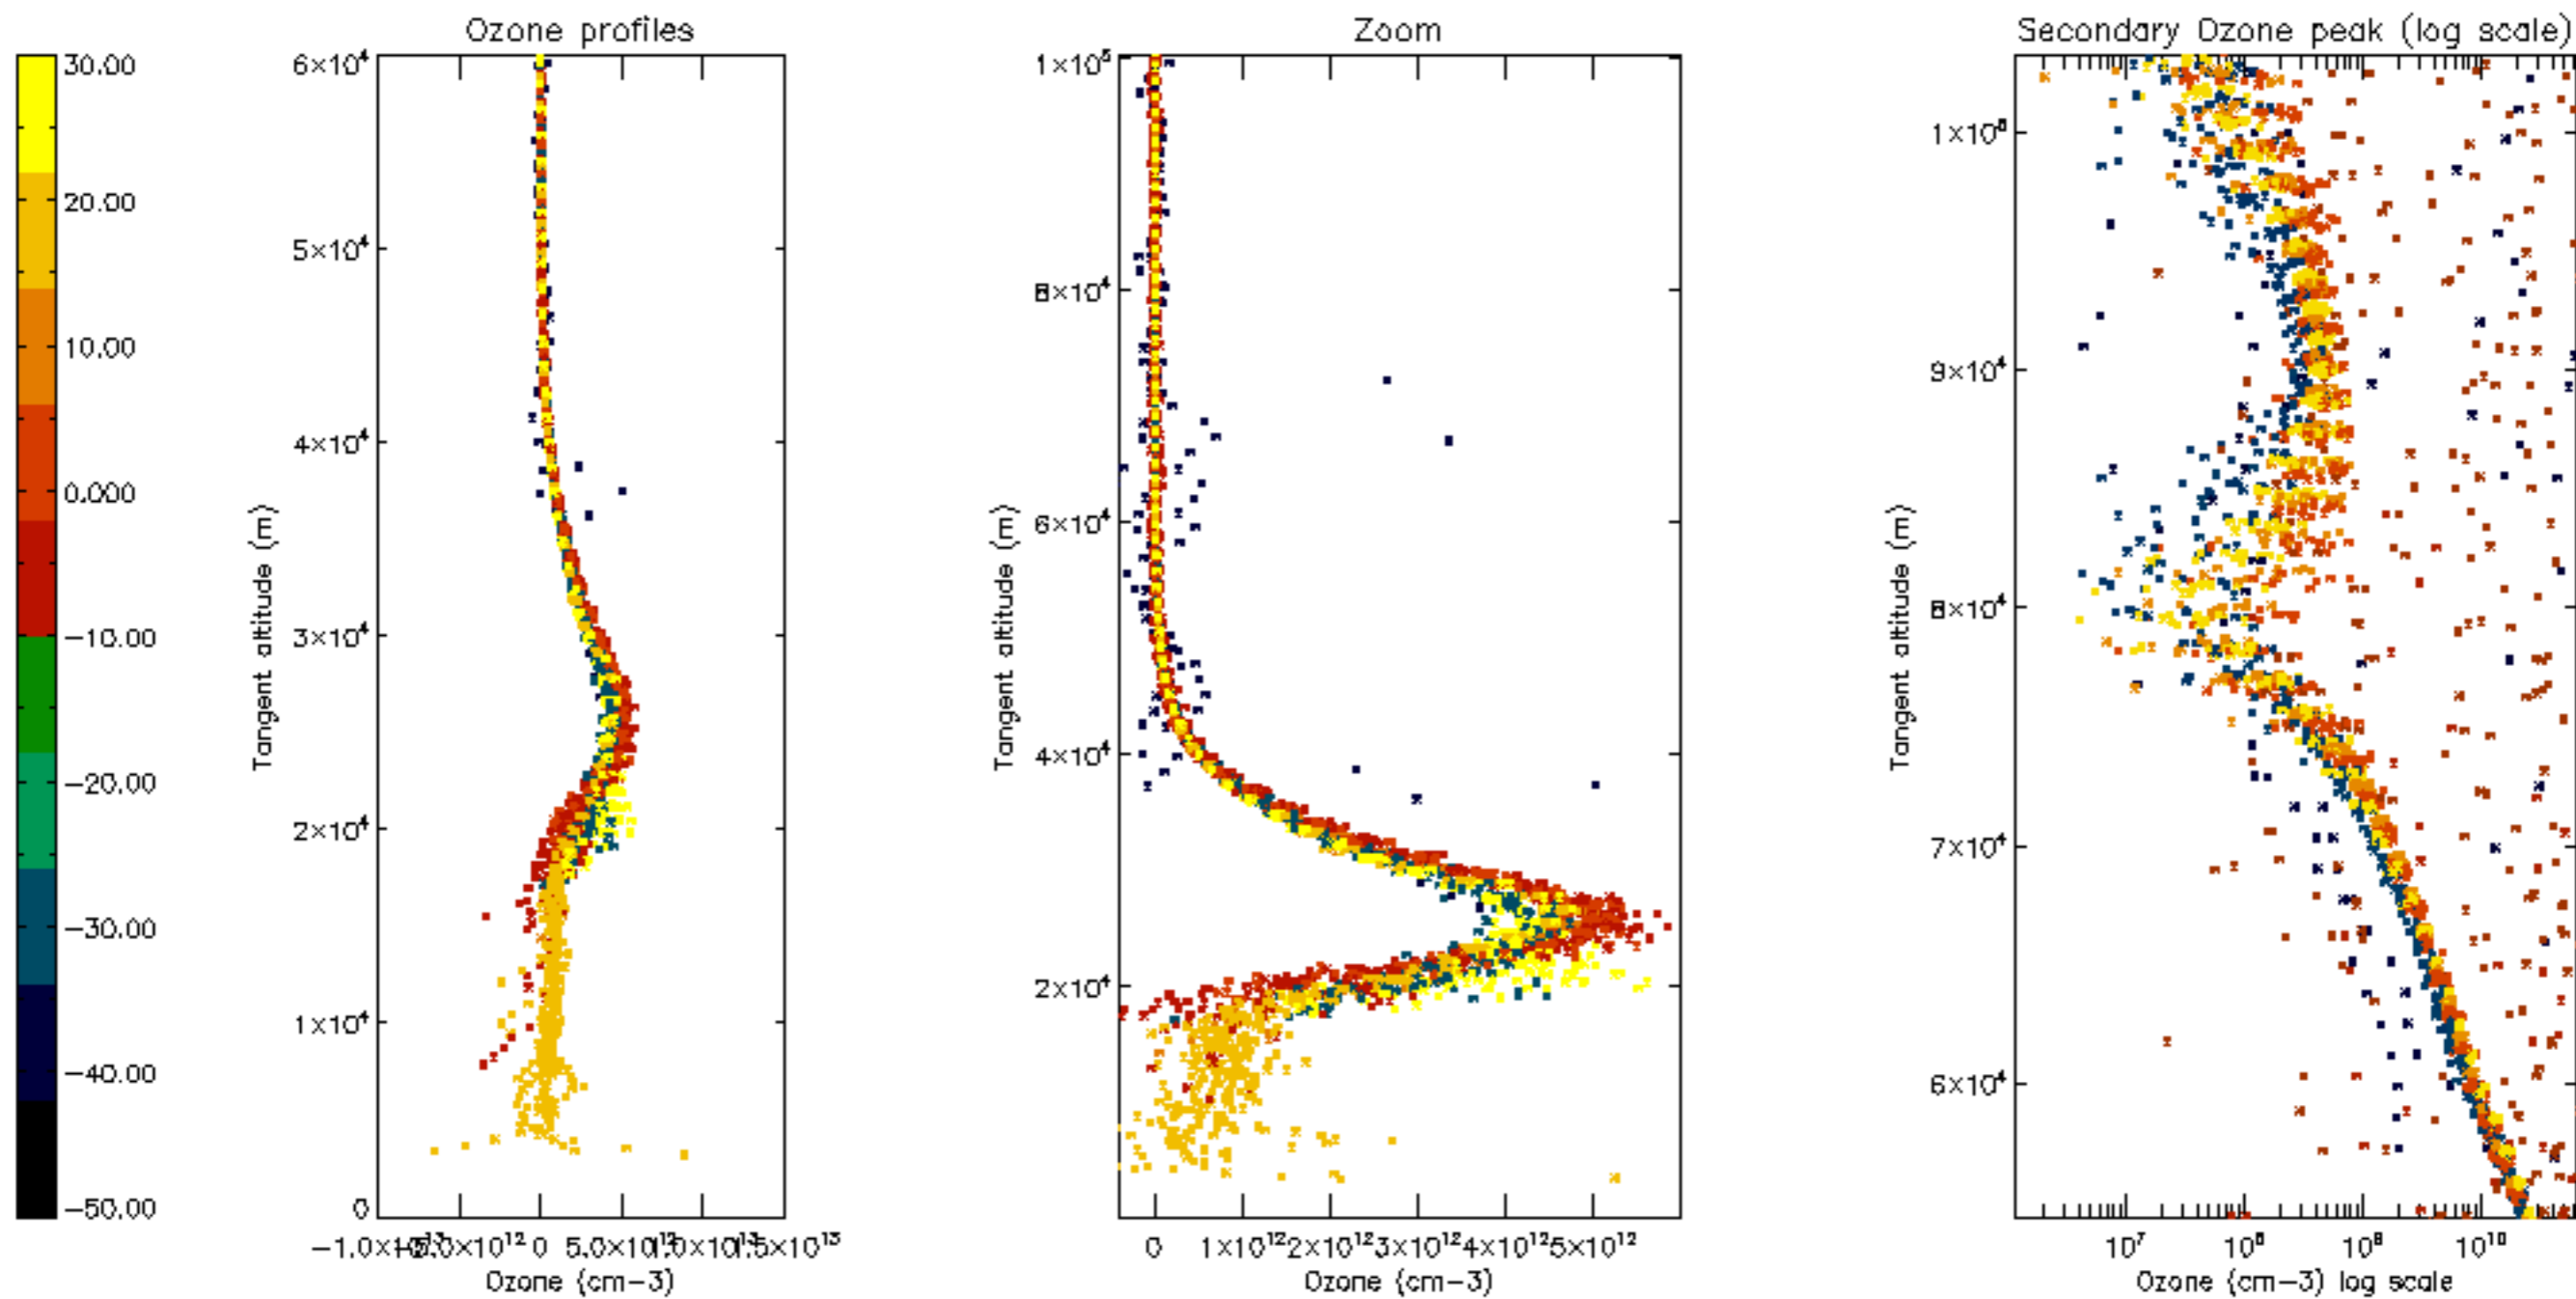 Ozone profiles
Zoom
Secondary Ozone peak (log scale)
30.00
20.00
10.00
0.000
−10.00
−20.00
−30.00
−40.00
−50.00
Tangent altitude (m)
6×10⁴
5×10⁴
4×10⁴
3×10⁴
2×10⁴
1×10⁴
0
0
Ozone (cm−3)
Tangent altitude (m)
1×10⁵
8×10⁴
6×10⁴
4×10⁴
2×10⁴
0 1×10¹² 2×10¹² 3×10¹² 4×10¹² 5×10¹²
Ozone (cm−3)
Tangent altitude (m)
9×10⁴
8×10⁴
7×10⁴
6×10⁴
10⁷ 10⁸ 10⁹ 10¹⁰
Ozone (cm−3) log scale